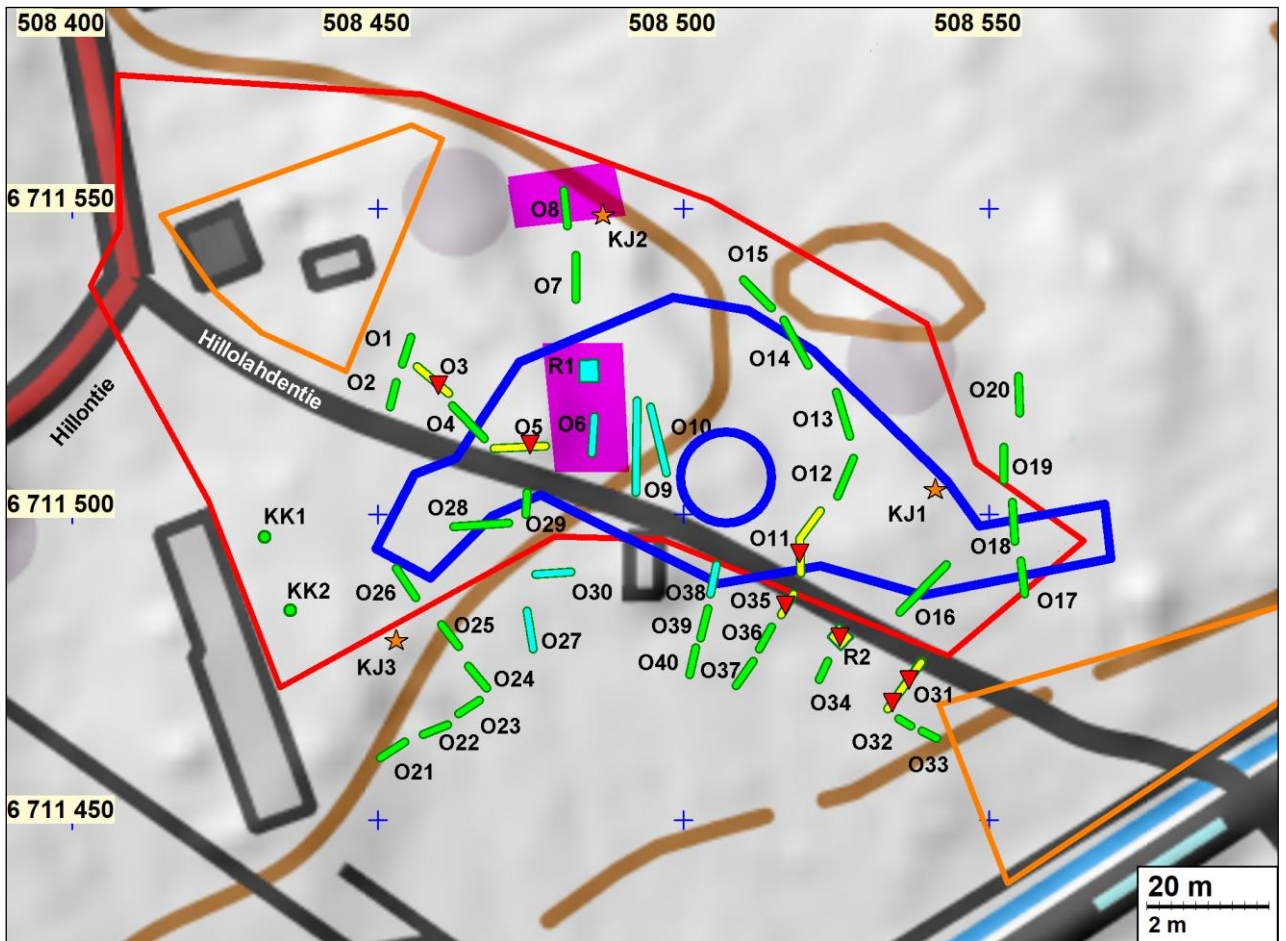 508 400
508 450
508 500
508 550
6 711 550
O8
KJ2
O15
O7
Hillolahdentie
O1
O3
R1
O14
O2
O20
Hillontie
O4
O5
O6
O10
O13
O19
O12
O9
KJ1
KK1
6 711 500
O28
O29
O11
O18
O26
O30
O38
O35
O16
O17
KK2
O25
O39
O36
KJ3
O27
O40
O37
R2
O24
O34
O31
O23
O22
O32
O21
O33
6 711 450
20 m
2 m